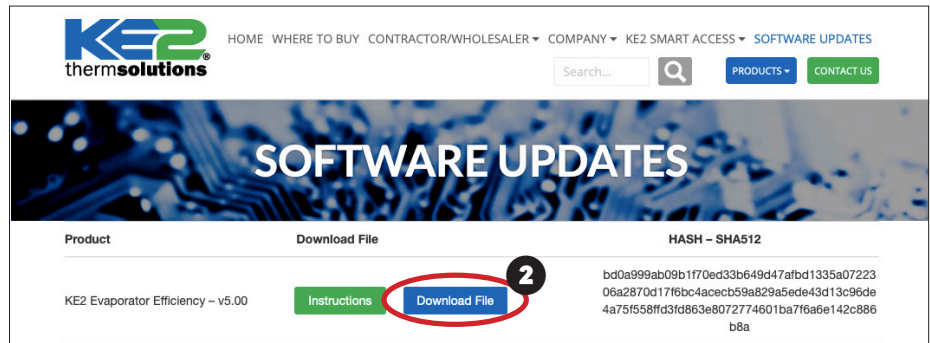 KE2®
thermsolutions
HOME WHERE TO BUY CONTRACTOR/WHOLESALER COMPANY KE2 SMART ACCESS SOFTWARE UPDATES
Search... PRODUCTS CONTACT US
SOFTWARE UPDATES
Product Download File HASH – SHA512
2
KE2 Evaporator Efficiency – v5.00 Instructions Download File
bd0a999ab09b1f70ed33b649d47afbd1335a07223
06a2870d17f6bc4acecb59a829a5ede43d13c96de
4a75f558ffd3fd863e8072774601ba7f6a6e142c886
b8a